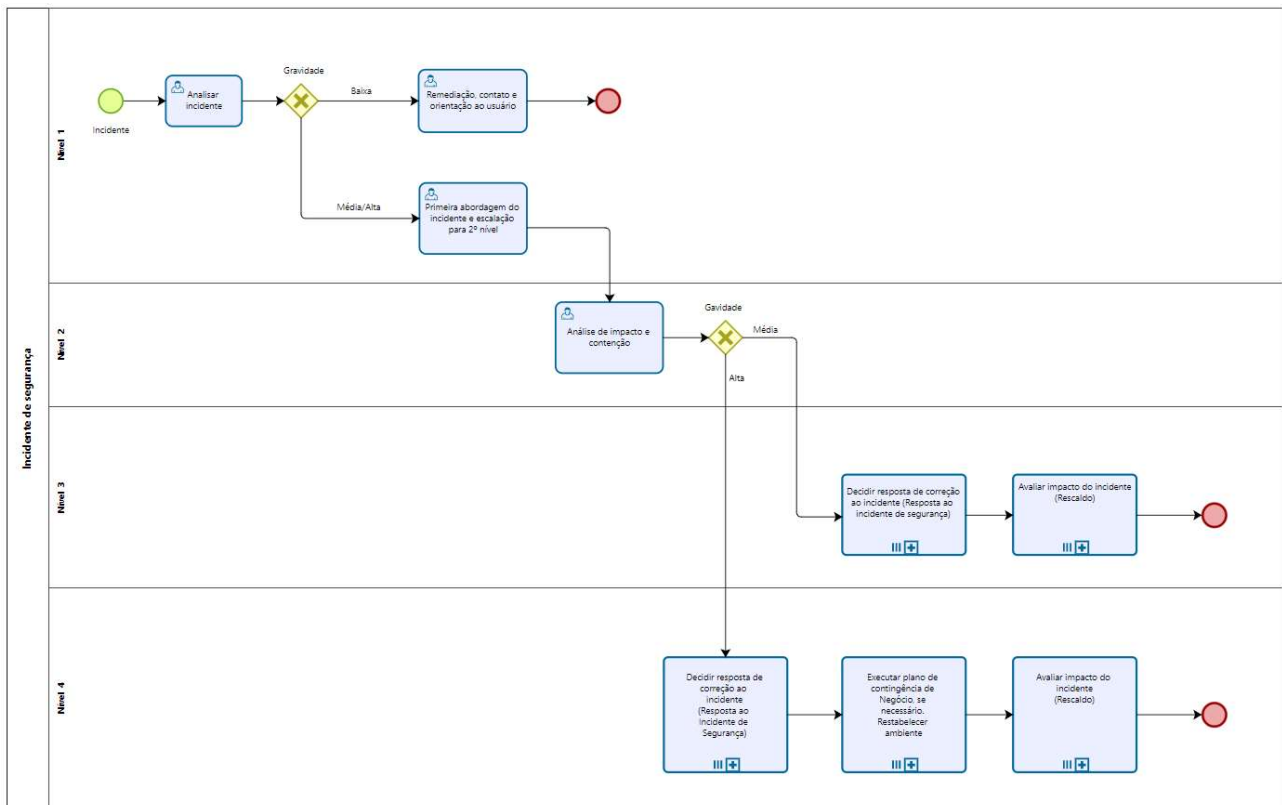 Incidente de segurança
Nível 1
Incidente
Analisar
incidente
Gravidade
Baixa
Remediação, contato e
orientação ao usuário
Média/Alta
Primeira abordagem do
incidente e escalação
para 2º nível
Nível 2
Análise de impacto e
contenção
Gavidade
Média
Alta
Nível 3
Decidir resposta de correção
ao incidente (Resposta ao
incidente de segurança)
Avaliar impacto do incidente
(Rescaldo)
Nível 4
Decidir resposta de
correção ao
incidente
(Resposta ao
Incidente de
Segurança)
Executar plano de
contingência de
Negócio, se
necessário.
Restabelecer
ambiente
Avaliar impacto do
incidente
(Rescaldo)